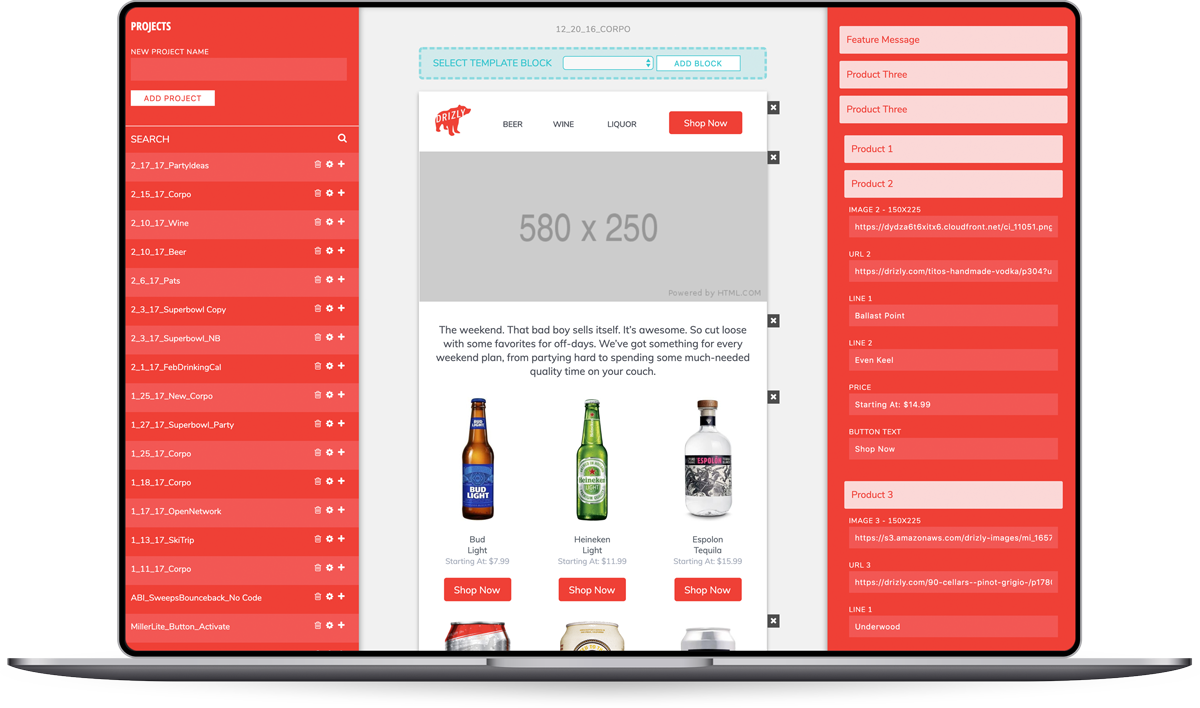 PROJECTS
NEW PROJECT NAME
ADD PROJECT
SEARCH
2_17_17_PartyIdeas
2_15_17_Corpo
2_10_17_Wine
2_10_17_Beer
2_6_17_Pats
2_3_17_Superbowl Copy
2_3_17_Superbowl_NB
2_1_17_FebDrinkingCal
1_25_17_New_Corpo
1_27_17_Superbowl_Party
1_25_17_Corpo
1_18_17_Corpo
1_17_17_OpenNetwork
1_13_17_SkiTrip
1_11_17_Corpo
ABI_SweepsBounceback_No Code
MillerLite_Button_Activate
12_20_16_CORPO
SELECT TEMPLATE BLOCK
ADD BLOCK
DRIZLY
BEER WINE LIQUOR Shop Now
580 x 250
Powered by HTML.COM
The weekend. That bad boy sells itself. It's awesome. So cut loose
with some favorites for off-days. We've got something for every
weekend plan, from partying hard to spending some much-needed
quality time on your couch.
BUD
LIGHT
BUD
LIGHT
Heineken
LIGHT
ESPOLÒN
Bud
Light
Starting At: $7.99
Shop Now
Heineken
Light
Starting At: $11.99
Shop Now
Espolon
Tequila
Starting At: $15.99
Shop Now
Feature Message
Product Three
Product Three
Product 1
Product 2
IMAGE 2 - 150X225
https://dydza6t6xitx6.cloudfront.net/ci_11051.png
URL 2
https://drizly.com/titos-handmade-vodka/p304?u
LINE 1
Ballast Point
LINE 2
Even Keel
PRICE
Starting At: $14.99
BUTTON TEXT
Shop Now
Product 3
IMAGE 3 - 150X225
https://s3.amazonaws.com/drizly-images/ml_1657
URL 3
https://drizly.com/90-cellars--pinot-grigio-/p178
LINE 1
Underwood